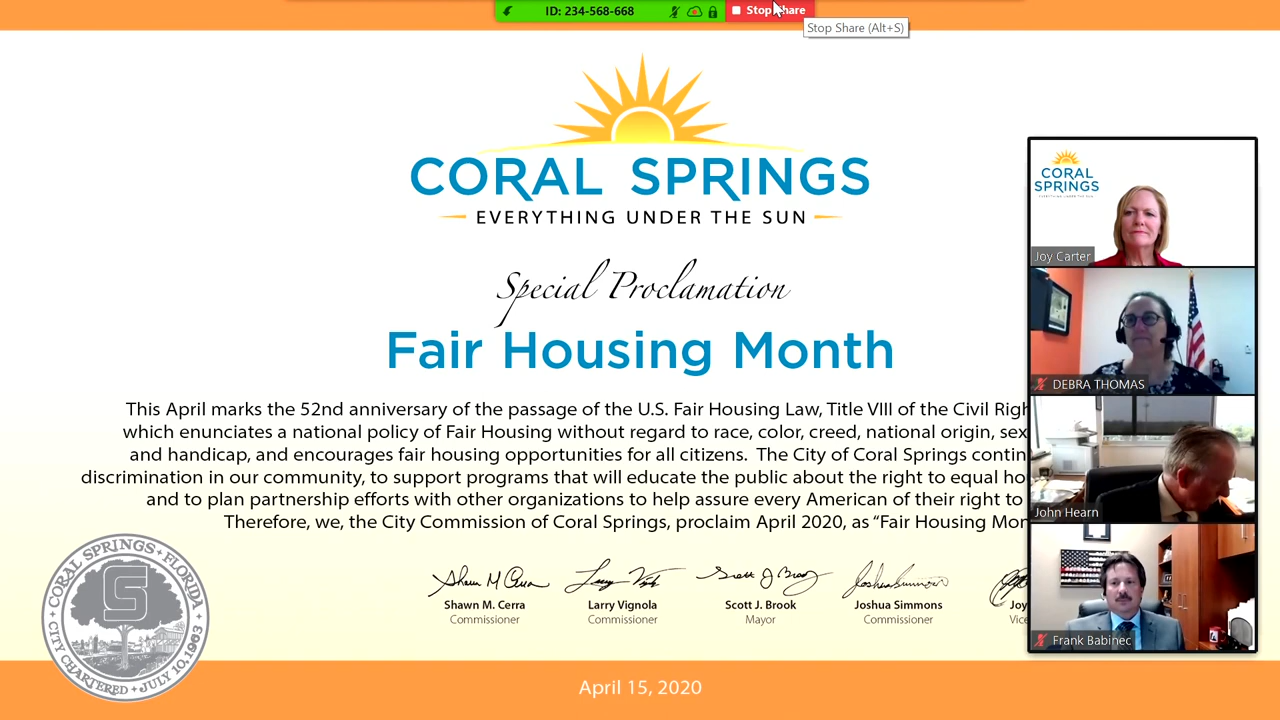 ID: 234-568-668
Stop Share
Stop Share (Alt+S)
CORAL SPRINGS
EVERYTHING UNDER THE SUN
Special Proclamation
Fair Housing Month
This April marks the 52nd anniversary of the passage of the U.S. Fair Housing Law, Title VIII of the Civil Righ
which enunciates a national policy of Fair Housing without regard to race, color, creed, national origin, sex
and handicap, and encourages fair housing opportunities for all citizens. The City of Coral Springs contin
discrimination in our community, to support programs that will educate the public about the right to equal ho
and to plan partnership efforts with other organizations to help assure every American of their right to
Therefore, we, the City Commission of Coral Springs, proclaim April 2020, as “Fair Housing Mon
Shawn M. Cerra
Commissioner
Larry Vignola
Commissioner
Scott J. Brook
Mayor
Joshua Simmons
Commissioner
Joy
Vice
CORAL SPRINGS • FLORIDA
S
CITY CHARTERED • JULY 10, 1963
April 15, 2020
CORAL
SPRINGS
EVERYTHING UNDER THE SUN
Joy Carter
DEBRA THOMAS
John Hearn
Frank Babinec